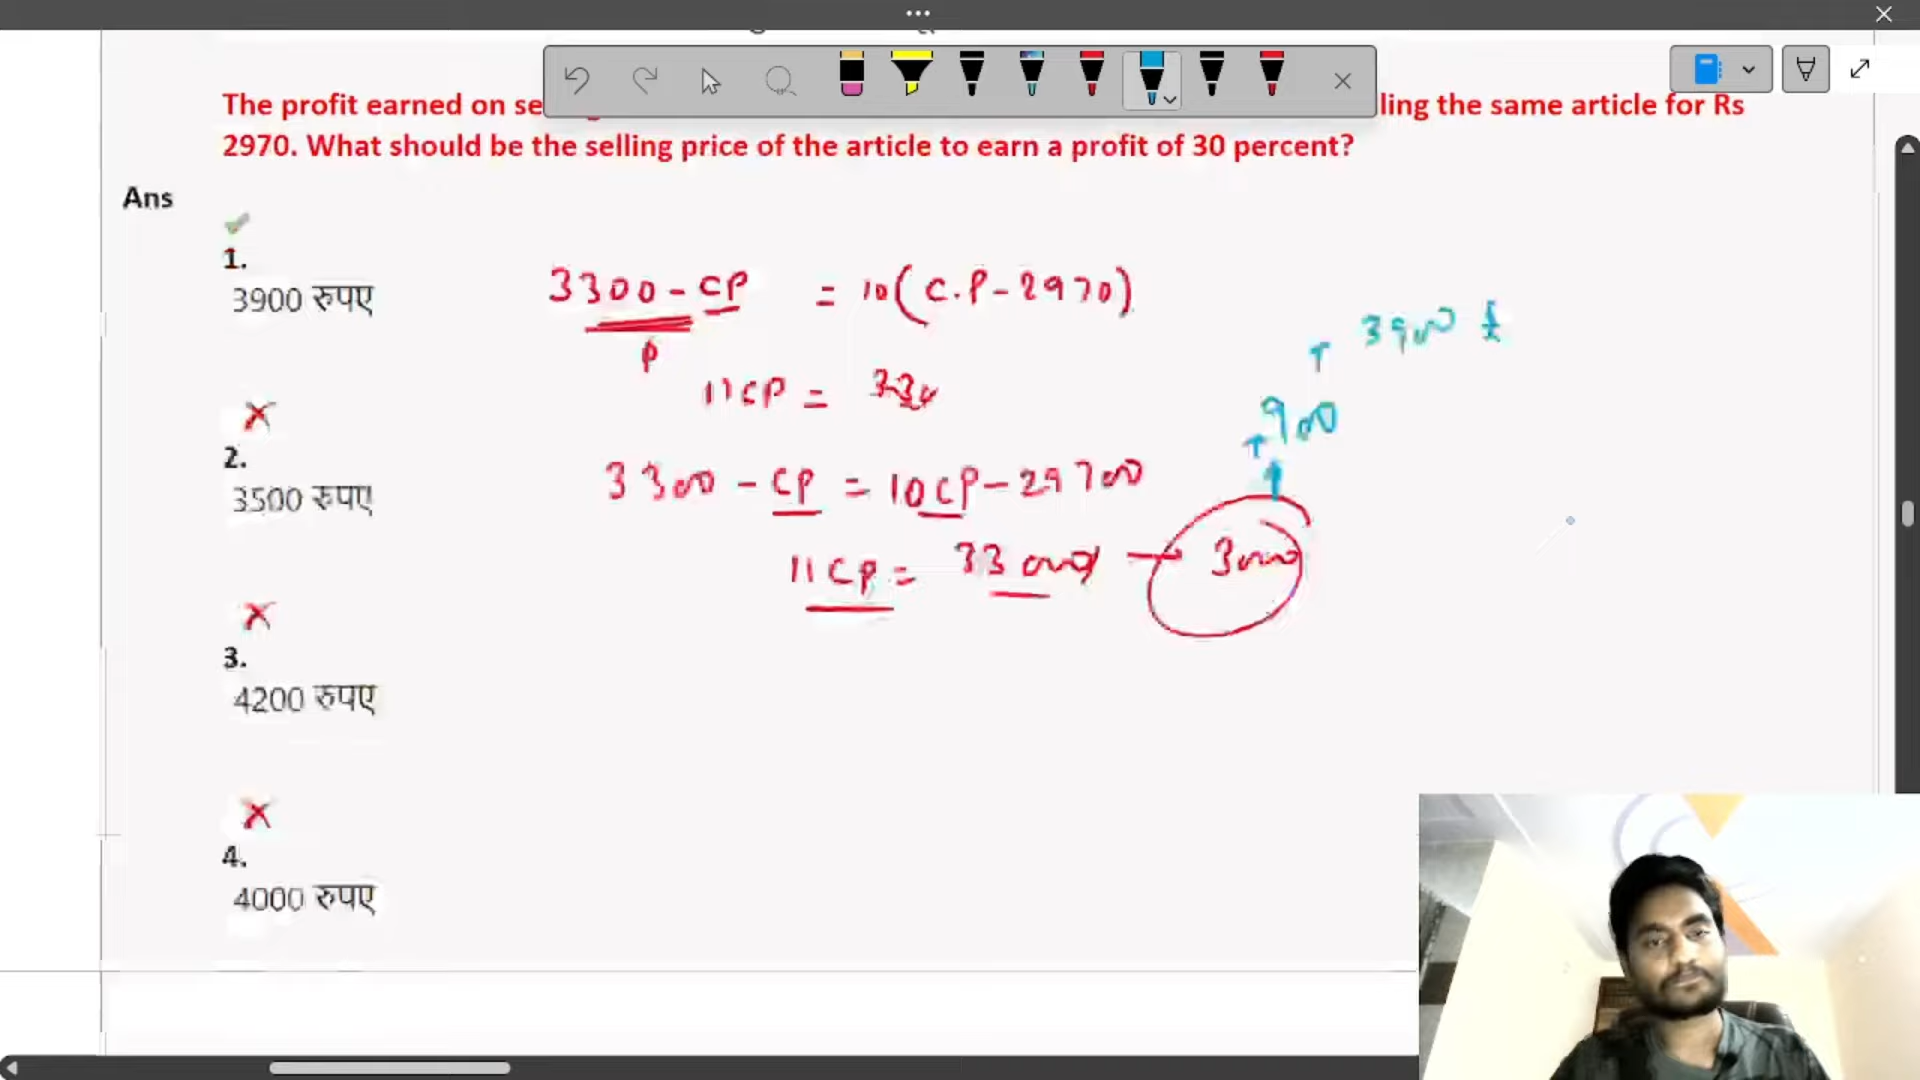 The profit earned on se
ling the same article for Rs
2970. What should be the selling price of the article to earn a profit of 30 percent?
Ans
1.
3900 रुपए
3300 - CP = 10(C.P - 2970)
P
3900 
11CP = 330
900
2.
3500 रुपए
3300 - CP = 10CP - 29700
11CP = 33000 3000
3.
4200 रुपए
4.
4000 रुपए